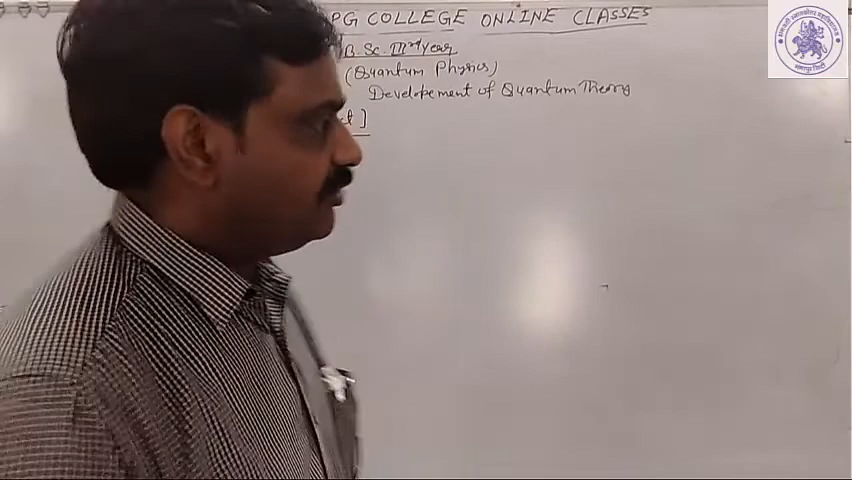 PG COLLEGE ONLINE CLASSES
B.Sc. IIIrd Year
(Quantum Physics)
Developement of Quantum Theory
]